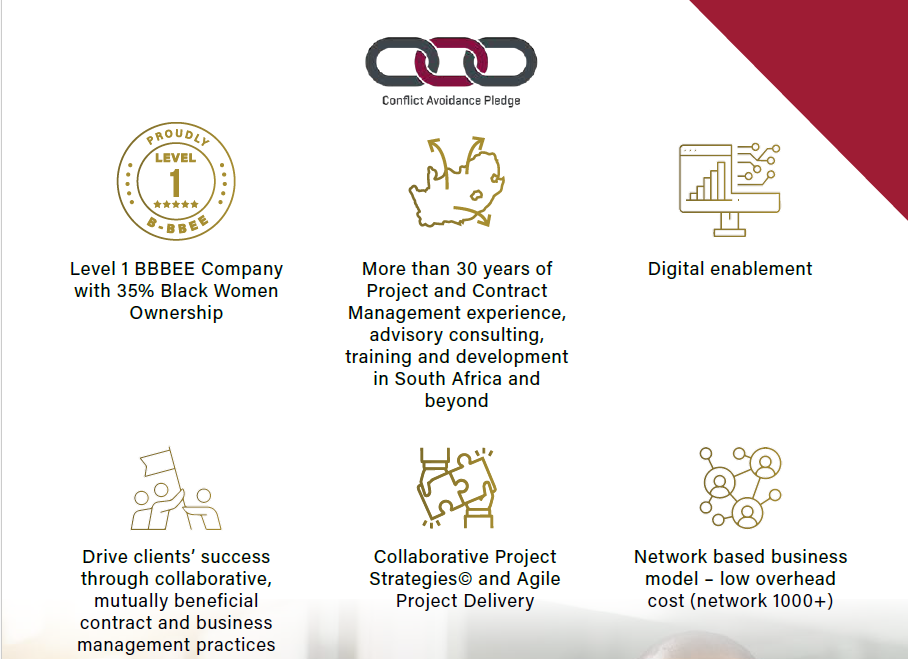 Conflict Avoidance Pledge
PROUDLY
LEVEL
1
B-BBEE
Level 1 BBBEE Company
with 35% Black Women
Ownership
More than 30 years of
Project and Contract
Management experience,
advisory consulting,
training and development
in South Africa and
beyond
Digital enablement
Drive clients’ success
through collaborative,
mutually beneficial
contract and business
management practices
Collaborative Project
Strategies© and Agile
Project Delivery
Network based business
model – low overhead
cost (network 1000+)